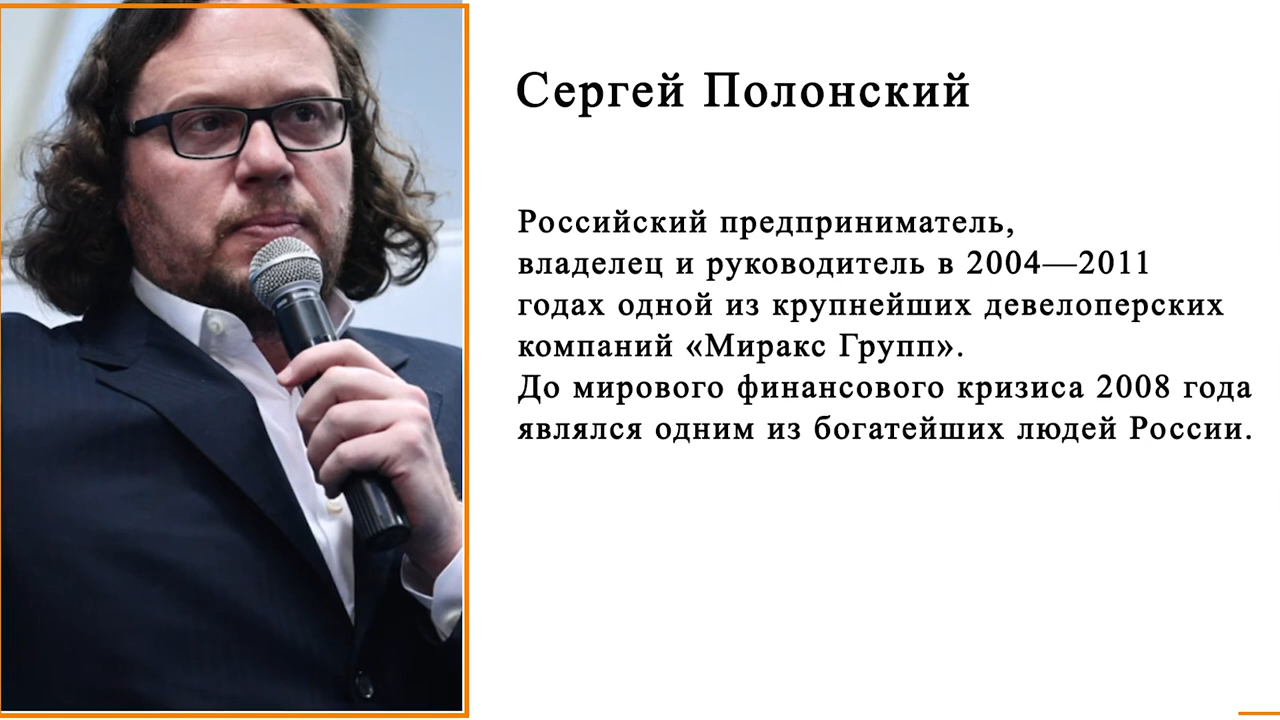 Сергей Полонский
Российский предприниматель,
владелец и руководитель в 2004—2011
годах одной из крупнейших девелоперских
компаний «Миракс Групп».
До мирового финансового кризиса 2008 года
являлся одним из богатейших людей России.